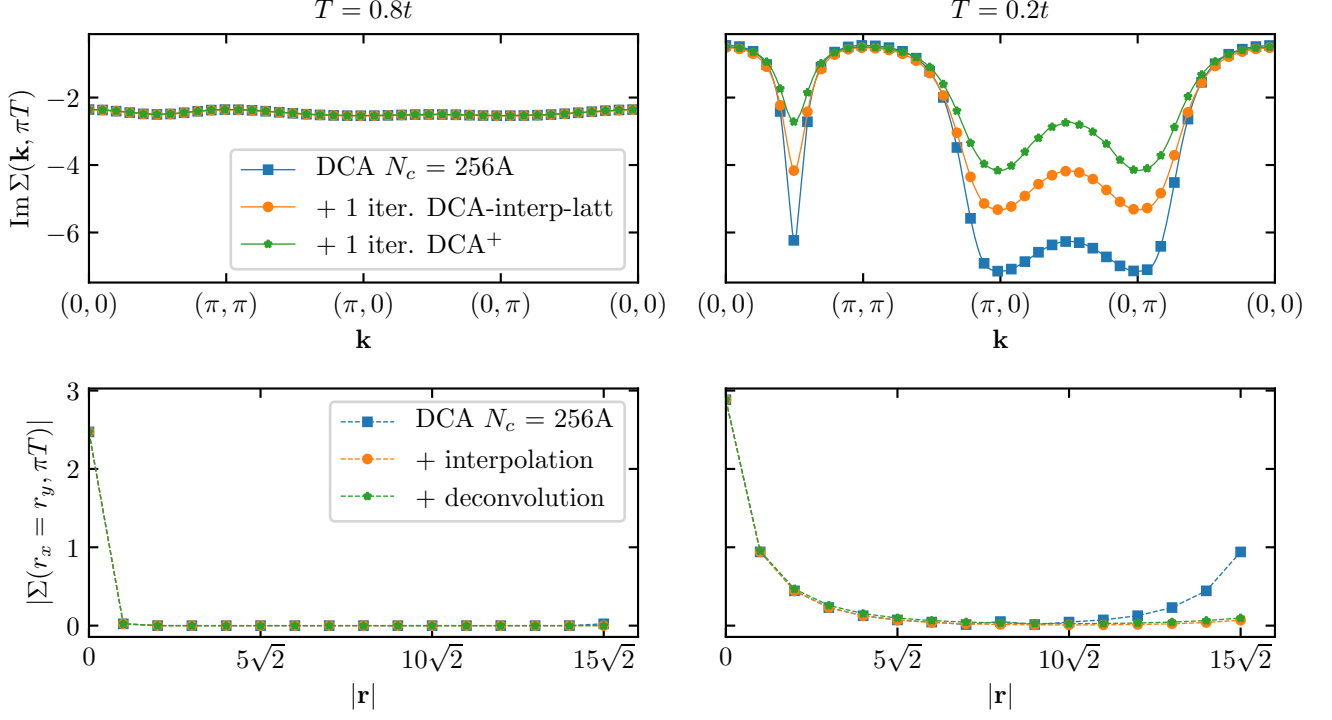 T = 0.8t
T = 0.2t
Im Σ(k, πT)
−2
−4
−6
DCA N_c = 256A
+ 1 iter. DCA-interp-latt
+ 1 iter. DCA⁺
(0, 0) (π, π) (π, 0) (0, π) (0, 0)
k
(0, 0) (π, π) (π, 0) (0, π) (0, 0)
k
|Σ(r_x = r_y, πT)|
3
2
1
0
DCA N_c = 256A
+ interpolation
+ deconvolution
0 5√2 10√2 15√2
|r|
0 5√2 10√2 15√2
|r|